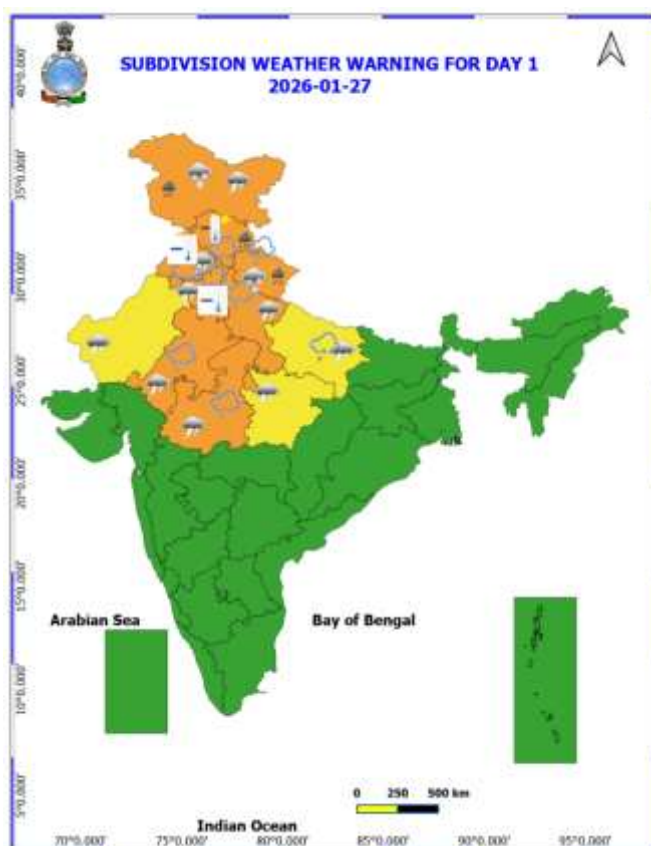 SUBDIVISION WEATHER WARNING FOR DAY 1
2026-01-27
40°0.000'
35°0.000'
30°0.000'
25°0.000'
20°0.000'
15°0.000'
10°0.000'
5°0.000'
Arabian Sea
Bay of Bengal
0 250 500 km
Indian Ocean
70°0.000' 75°0.000' 80°0.000' 85°0.000' 90°0.000' 95°0.000'